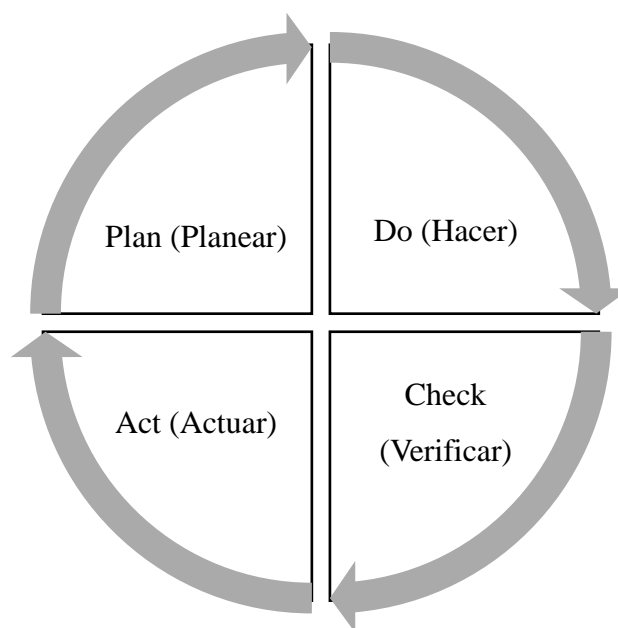 Plan (Planear)
Do (Hacer)
Check
(Verificar)
Act (Actuar)